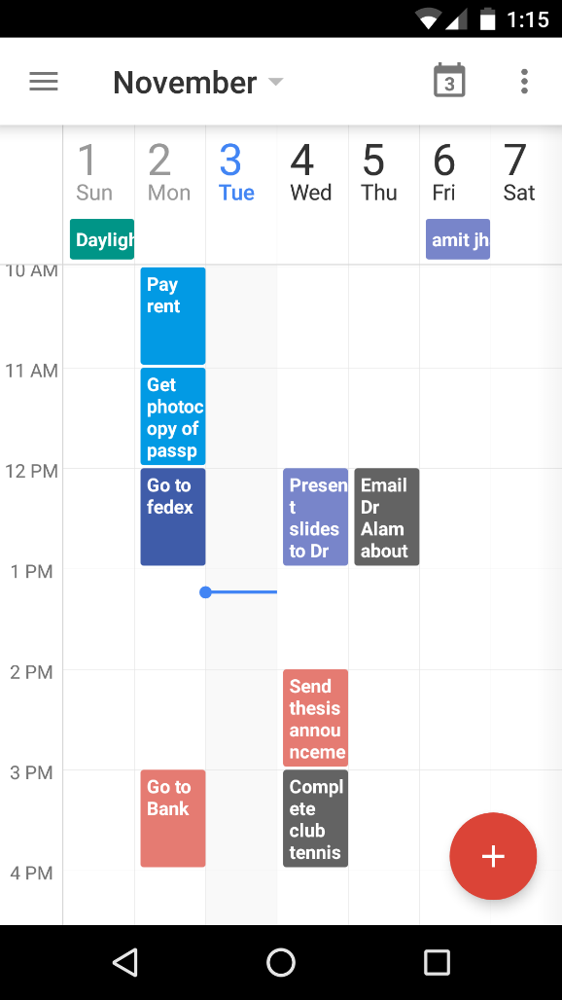 1:15
November
3
1 2 3 4 5 6 7
Sun Mon Tue Wed Thu Fri Sat
Dayligh
amit jh
10 AM
Pay
rent
11 AM
Get
photoc
opy of
passp
12 PM
Go to
fedex
Presen
t
slides
to Dr
Email
Dr
Alam
about
1 PM
2 PM
Send
thesis
annou
nceme
3 PM
Go to
Bank
Compl
ete
club
tennis
4 PM